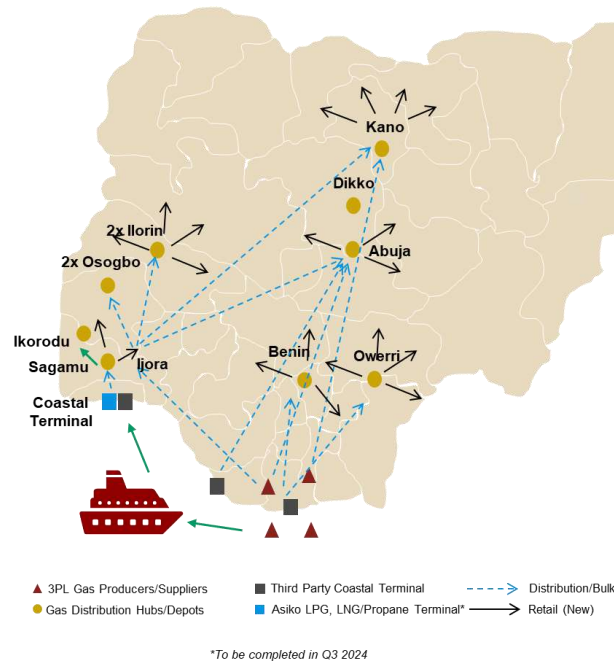 Kano
Dikko
2x Ilorin
Abuja
2x Osogbo
Ikorodu
Sagamu
Ijora
Benin
Owerri
Coastal
Terminal
3PL Gas Producers/Suppliers
Third Party Coastal Terminal
Distribution/Bulk
Gas Distribution Hubs/Depots
Asiko LPG, LNG/Propane Terminal*
Retail (New)
*To be completed in Q3 2024